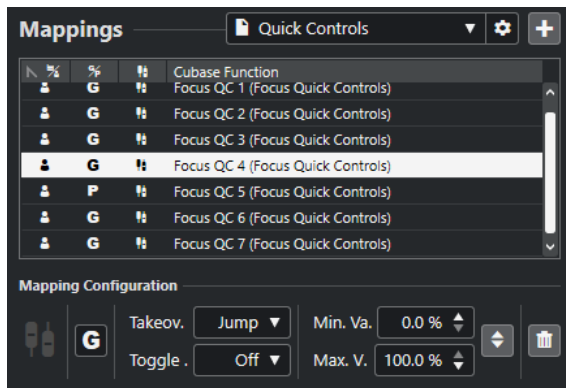 Mappings
Quick Controls
Cubase Function
G Focus QC 1 (Focus Quick Controls)
G Focus QC 2 (Focus Quick Controls)
G Focus QC 3 (Focus Quick Controls)
G Focus QC 4 (Focus Quick Controls)
P Focus QC 5 (Focus Quick Controls)
G Focus QC 6 (Focus Quick Controls)
G Focus QC 7 (Focus Quick Controls)
Mapping Configuration
G
Takeov. Jump Min. Va. 0.0 %
Toggle . Off Max. V. 100.0 %